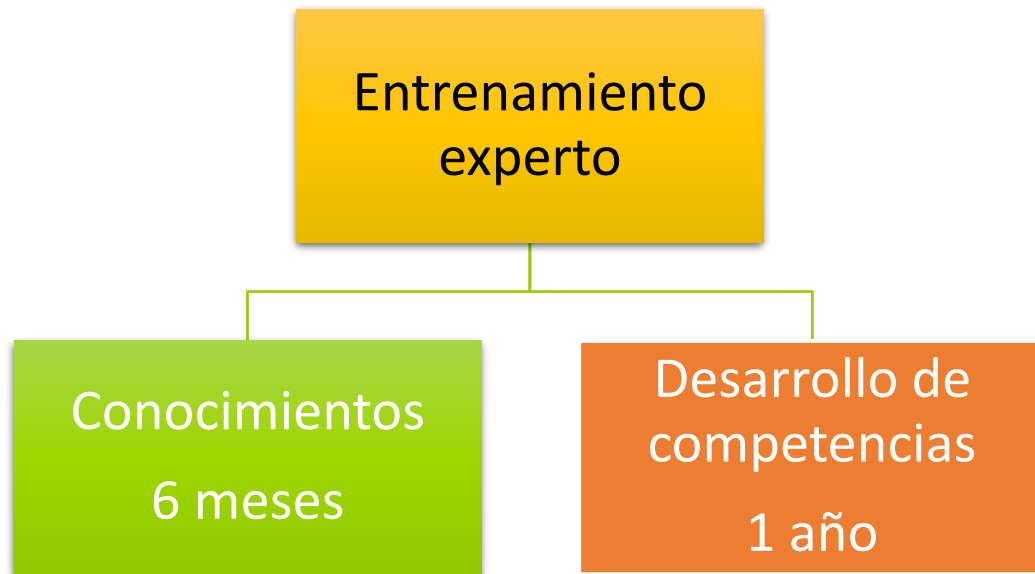 Entrenamiento
experto
Conocimientos
6 meses
Desarrollo de
competencias
1 año